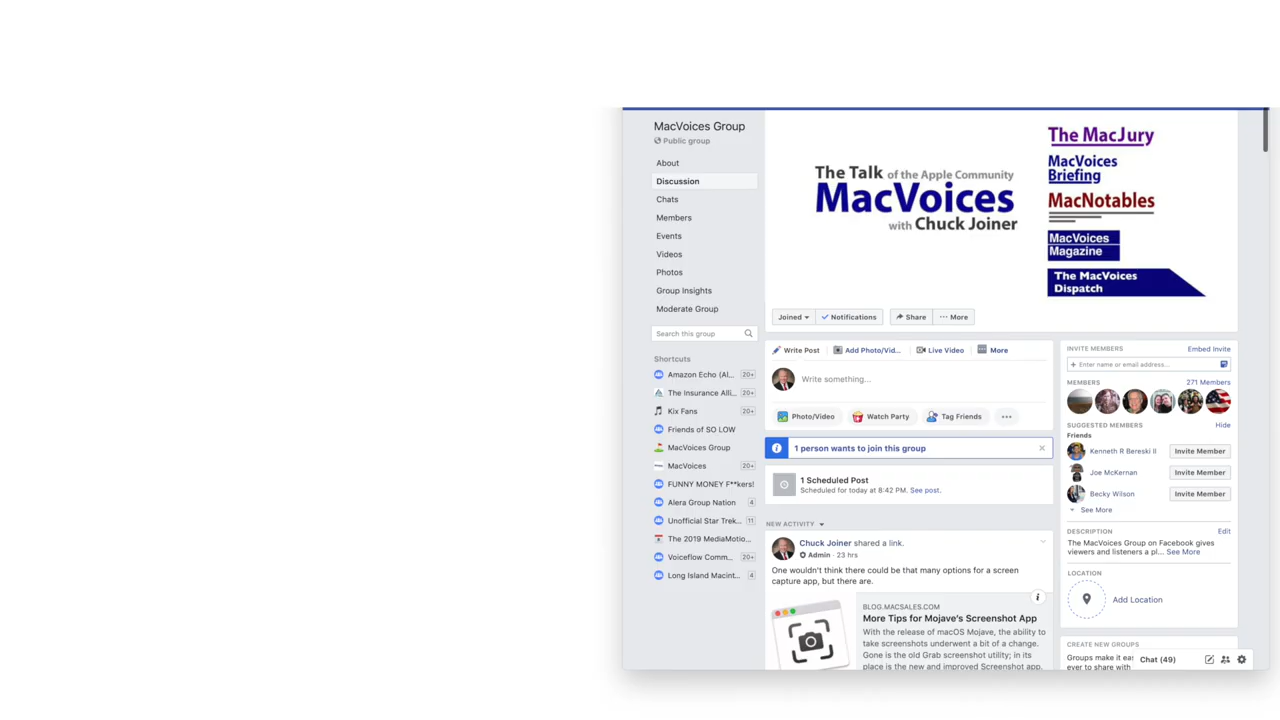 MacVoices Group
Public group
About
Discussion
Chats
Members
Events
Videos
Photos
Group Insights
Moderate Group
Search this group
Shortcuts
Amazon Echo (Al... 20+
The Insurance Alli... 20+
Kix Fans 20+
Friends of SO LOW
MacVoices Group
MacVoices 20+
FUNNY MONEY F**kers!
Alera Group Nation 4
Unofficial Star Trek... 11
The 2019 MediaMotio...
Voiceflow Comm... 20+
Long Island Macint... 4
The Talk of the Apple Community
MacVoices
with Chuck Joiner
The MacJury
MacVoices
Briefing
MacNotables
MacVoices
Magazine
The MacVoices
Dispatch
Joined Notifications Share ··· More
Write Post Add Photo/Vid... Live Video More
Write something...
Photo/Video Watch Party Tag Friends ···
1 person wants to join this group
1 Scheduled Post
Scheduled for today at 8:42 PM. See post.
NEW ACTIVITY
Chuck Joiner shared a link.
Admin · 23 hrs
One wouldn't think there could be that many options for a screen
capture app, but there are.
BLOG.MACSALES.COM
More Tips for Mojave's Screenshot App
With the release of macOS Mojave, the ability to
take screenshots underwent a bit of a change.
Gone is the old Grab screenshot utility; in its
place is the new and improved Screenshot app.
INVITE MEMBERS Embed Invite
+ Enter name or email address...
MEMBERS 271 Members
SUGGESTED MEMBERS Hide
Friends
Kenneth R Bereski II Invite Member
Joe McKernan Invite Member
Becky Wilson Invite Member
See More
DESCRIPTION Edit
The MacVoices Group on Facebook gives
viewers and listeners a pl... See More
LOCATION
Add Location
CREATE NEW GROUPS
Groups make it eas
ever to share with
Chat (49)